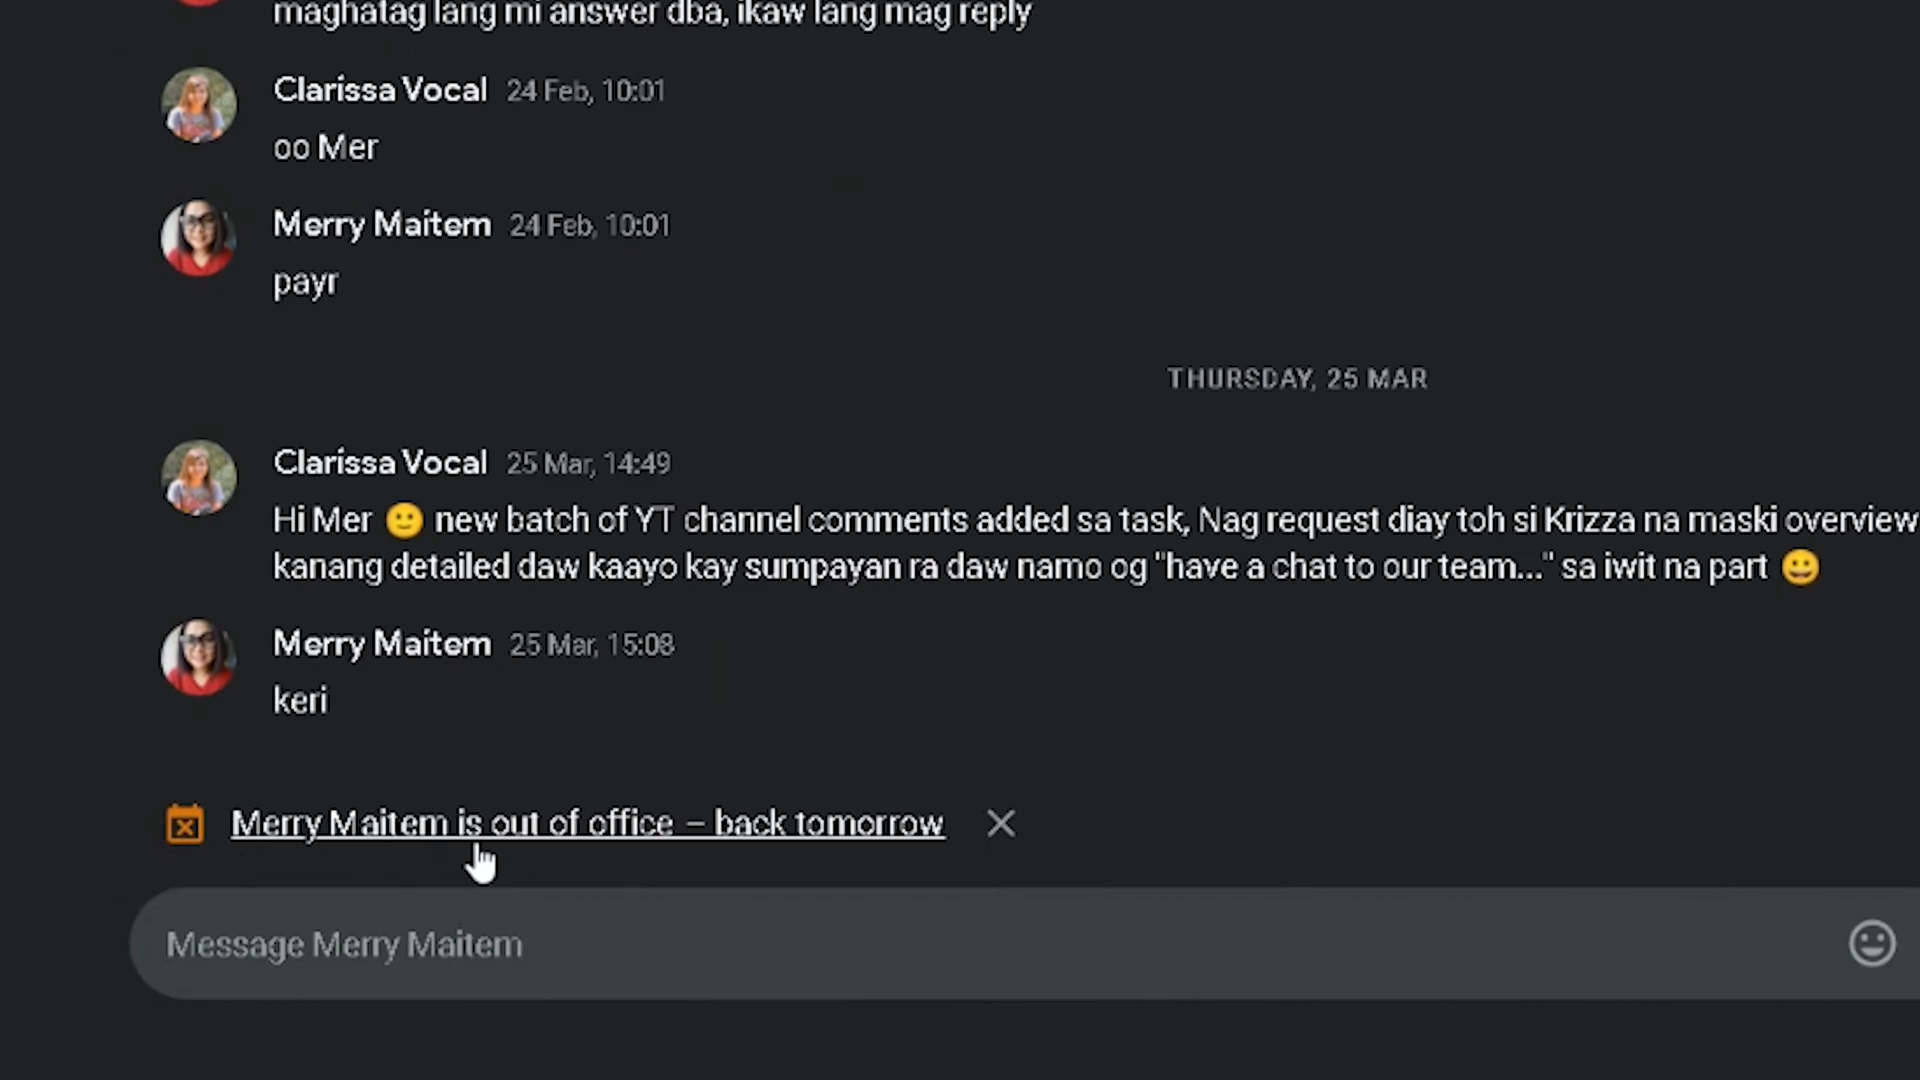 maghatag lang mi answer dba, ikaw lang mag reply
Clarissa Vocal 24 Feb, 10:01
oo Mer
Merry Maitem 24 Feb, 10:01
payr
THURSDAY, 25 MAR
Clarissa Vocal 25 Mar, 14:49
Hi Mer 🙂 new batch of YT channel comments added sa task, Nag request diay toh si Krizza na maski overview
kanang detailed daw kaayo kay sumpayan ra daw namo og "have a chat to our team..." sa iwit na part 😀
Merry Maitem 25 Mar, 15:08
keri
Merry Maitem is out of office – back tomorrow
Message Merry Maitem